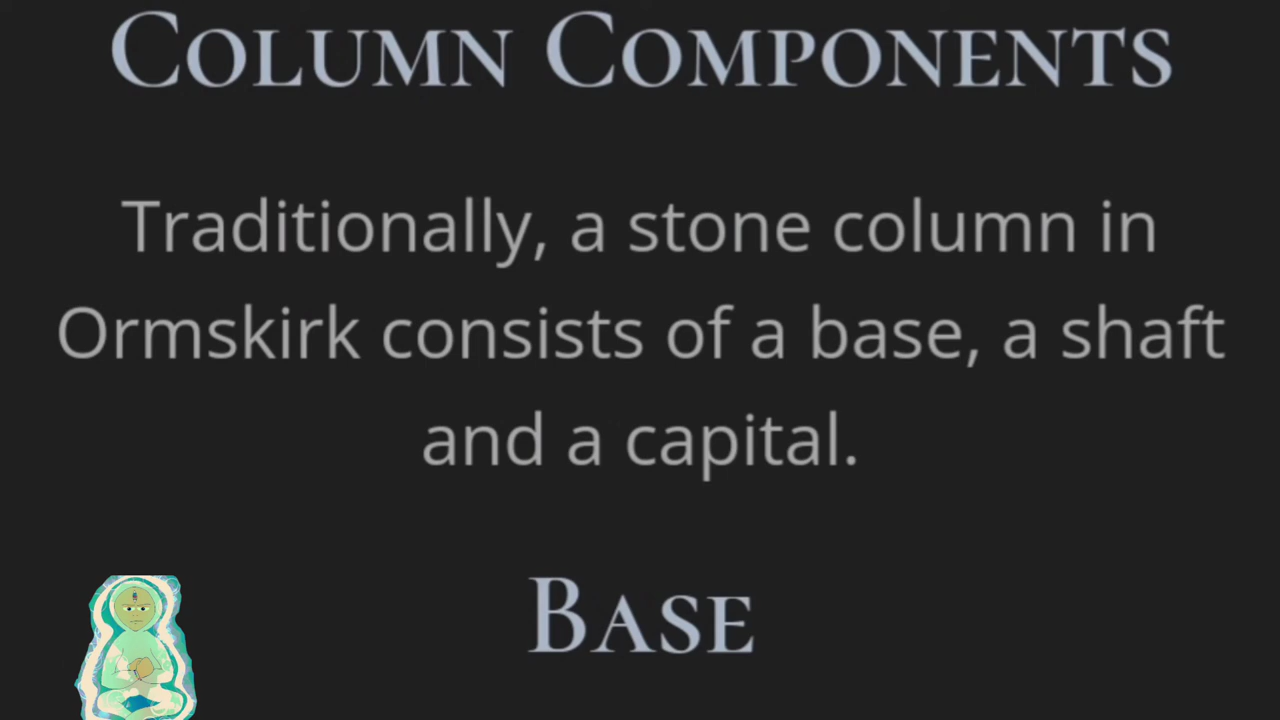 Column Components
Traditionally, a stone column in
Ormskirk consists of a base, a shaft
and a capital.
Base